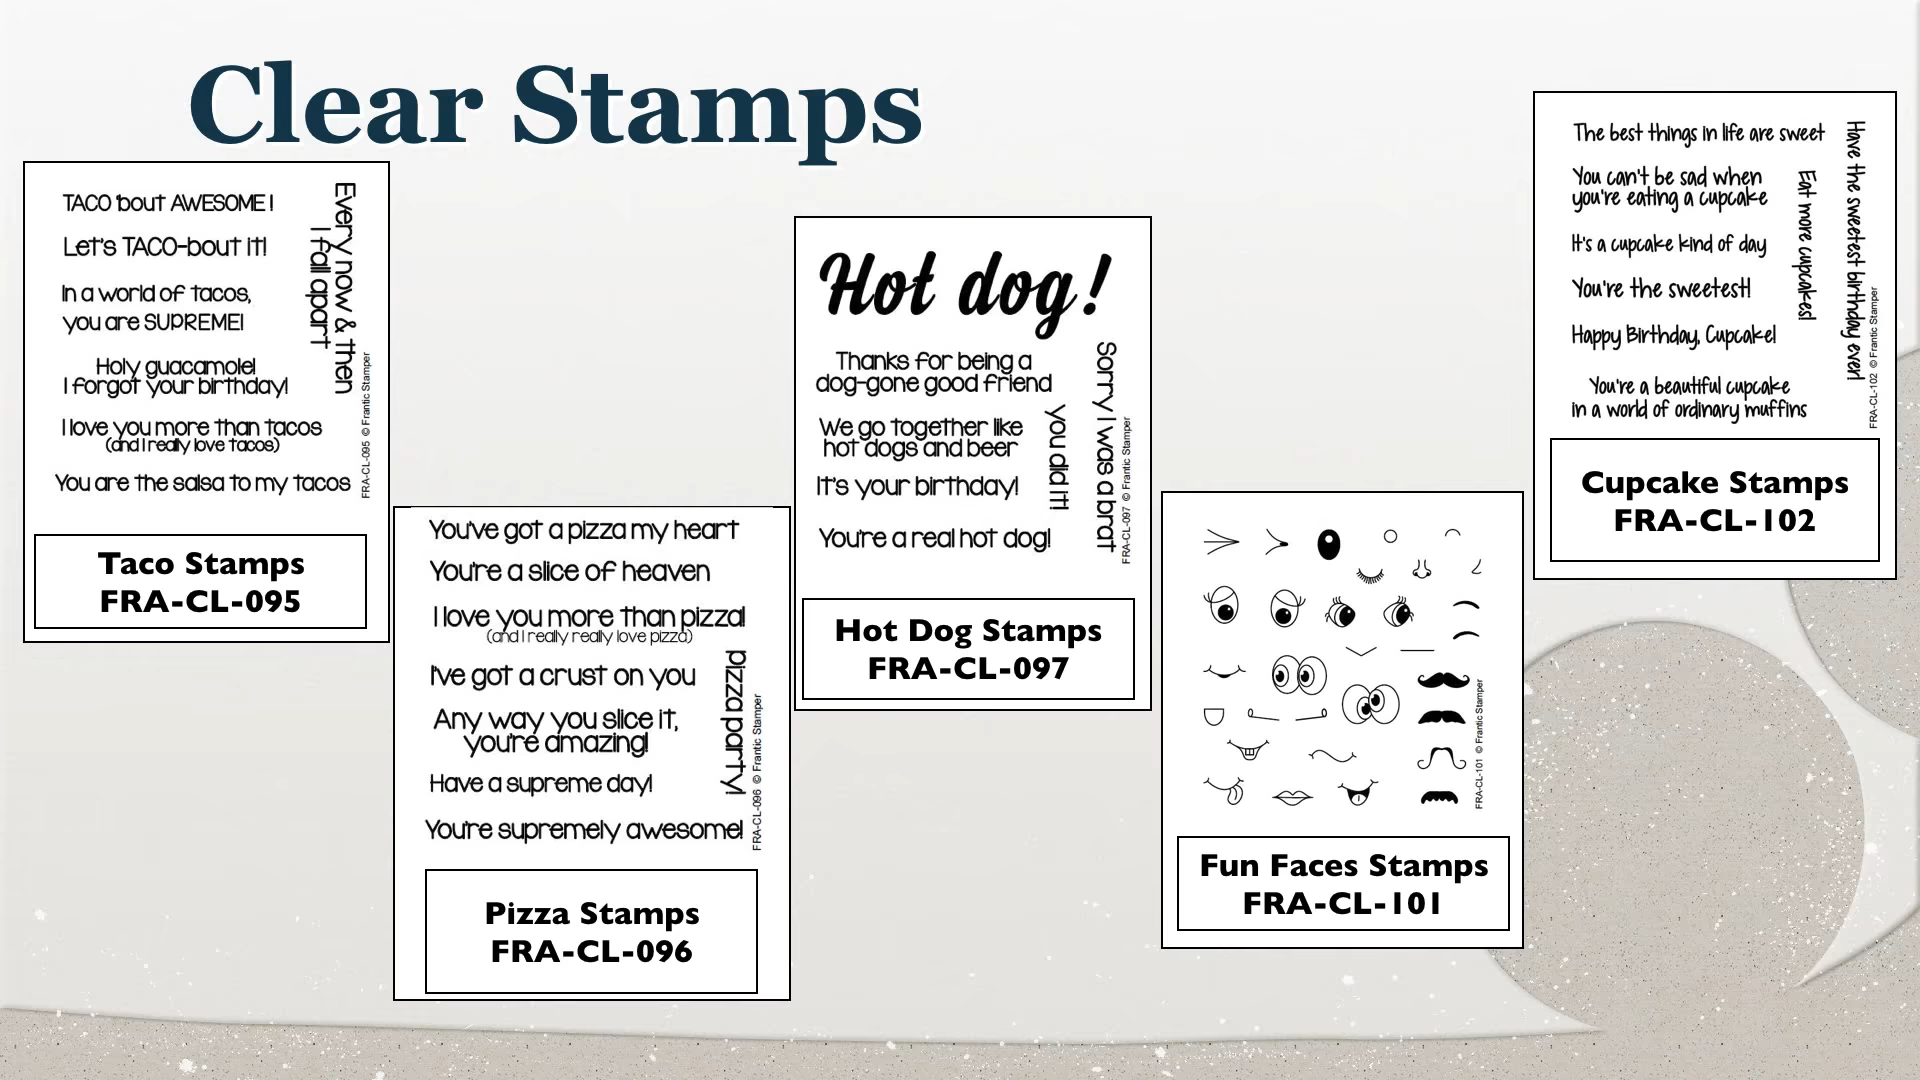 Clear Stamps
TACO 'bout AWESOME!
Let's TACO-bout it!
In a world of tacos,
you are SUPREME!
Holy guacamole!
I forgot your birthday!
I love you more than tacos
(and I really love tacos)
You are the salsa to my tacos
Every now & then
I fall apart
FRA-CL-095 © Frantic Stamper
Taco Stamps
FRA-CL-095
You've got a pizza my heart
You're a slice of heaven
I love you more than pizza!
(and I really really love pizza)
I've got a crust on you
Any way you slice it,
you're amazing!
Have a supreme day!
You're supremely awesome!
pizza party!
FRA-CL-096 © Frantic Stamper
Pizza Stamps
FRA-CL-096
Hot dog!
Thanks for being a
dog-gone good friend
We go together like
hot dogs and beer
It's your birthday!
You're a real hot dog!
you did it!
Sorry I was a brat
FRA-CL-097 © Frantic Stamper
Hot Dog Stamps
FRA-CL-097
FRA-CL-101 © Frantic Stamper
Fun Faces Stamps
FRA-CL-101
The best things in life are sweet
You can't be sad when
you're eating a cupcake
It's a cupcake kind of day
You're the sweetest!
Happy Birthday, Cupcake!
You're a beautiful cupcake
in a world of ordinary muffins
Eat more cupcakes!
Have the sweetest birthday ever!
FRA-CL-102 © Frantic Stamper
Cupcake Stamps
FRA-CL-102